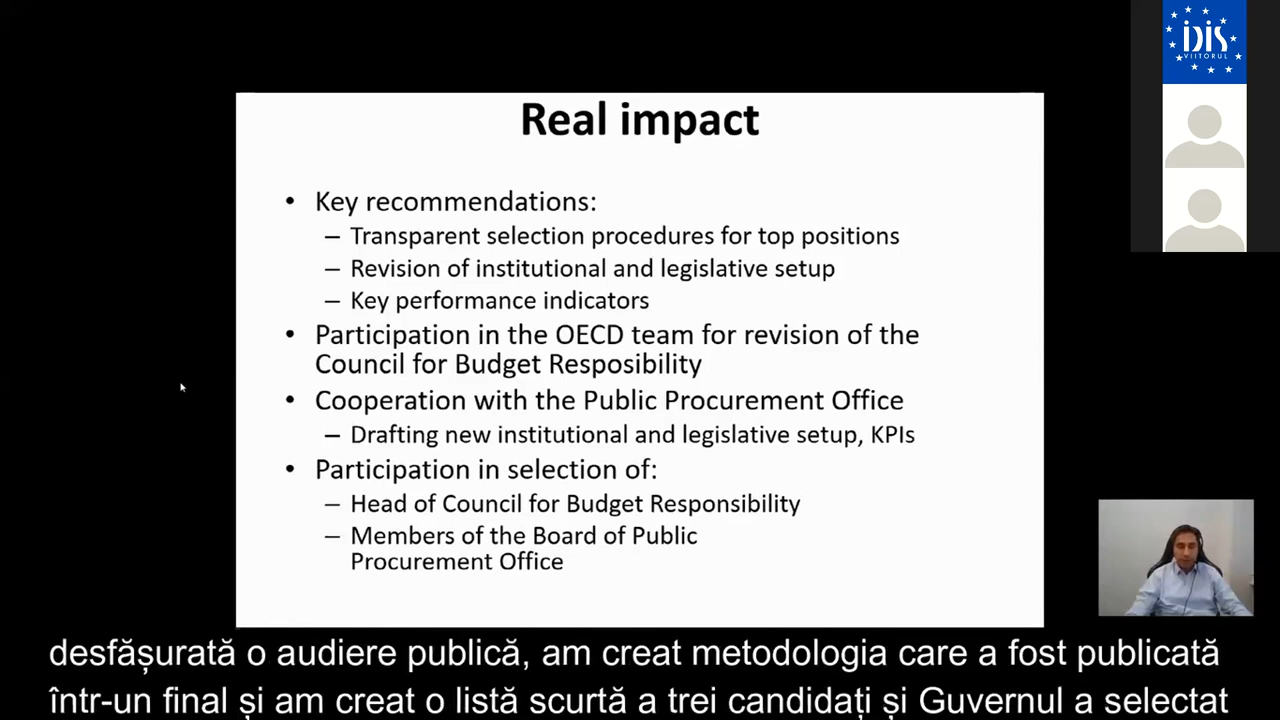 IDIS
VIITORUL
Real impact
• Key recommendations:
– Transparent selection procedures for top positions
– Revision of institutional and legislative setup
– Key performance indicators
• Participation in the OECD team for revision of the
Council for Budget Resposibility
• Cooperation with the Public Procurement Office
– Drafting new institutional and legislative setup, KPIs
• Participation in selection of:
– Head of Council for Budget Responsibility
– Members of the Board of Public
Procurement Office
desfășurată o audiere publică, am creat metodologia care a fost publicată
într-un final și am creat o listă scurtă a trei candidați și Guvernul a selectat